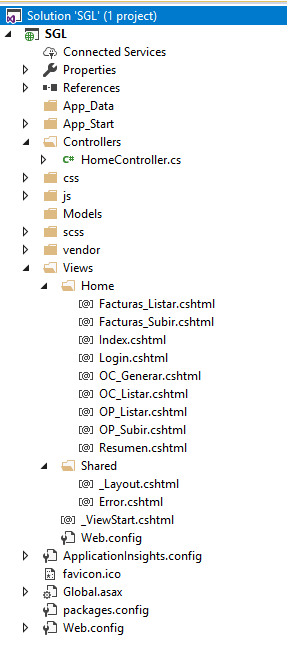 Solution 'SGL' (1 project)
SGL
Connected Services
Properties
References
App_Data
App_Start
Controllers
C# HomeController.cs
css
js
Models
scss
vendor
Views
Home
[@] Facturas_Listar.cshtml
[@] Facturas_Subir.cshtml
[@] Index.cshtml
[@] Login.cshtml
[@] OC_Generar.cshtml
[@] OC_Listar.cshtml
[@] OP_Listar.cshtml
[@] OP_Subir.cshtml
[@] Resumen.cshtml
Shared
[@] _Layout.cshtml
[@] Error.cshtml
[@] _ViewStart.cshtml
Web.config
ApplicationInsights.config
favicon.ico
Global.asax
packages.config
Web.config